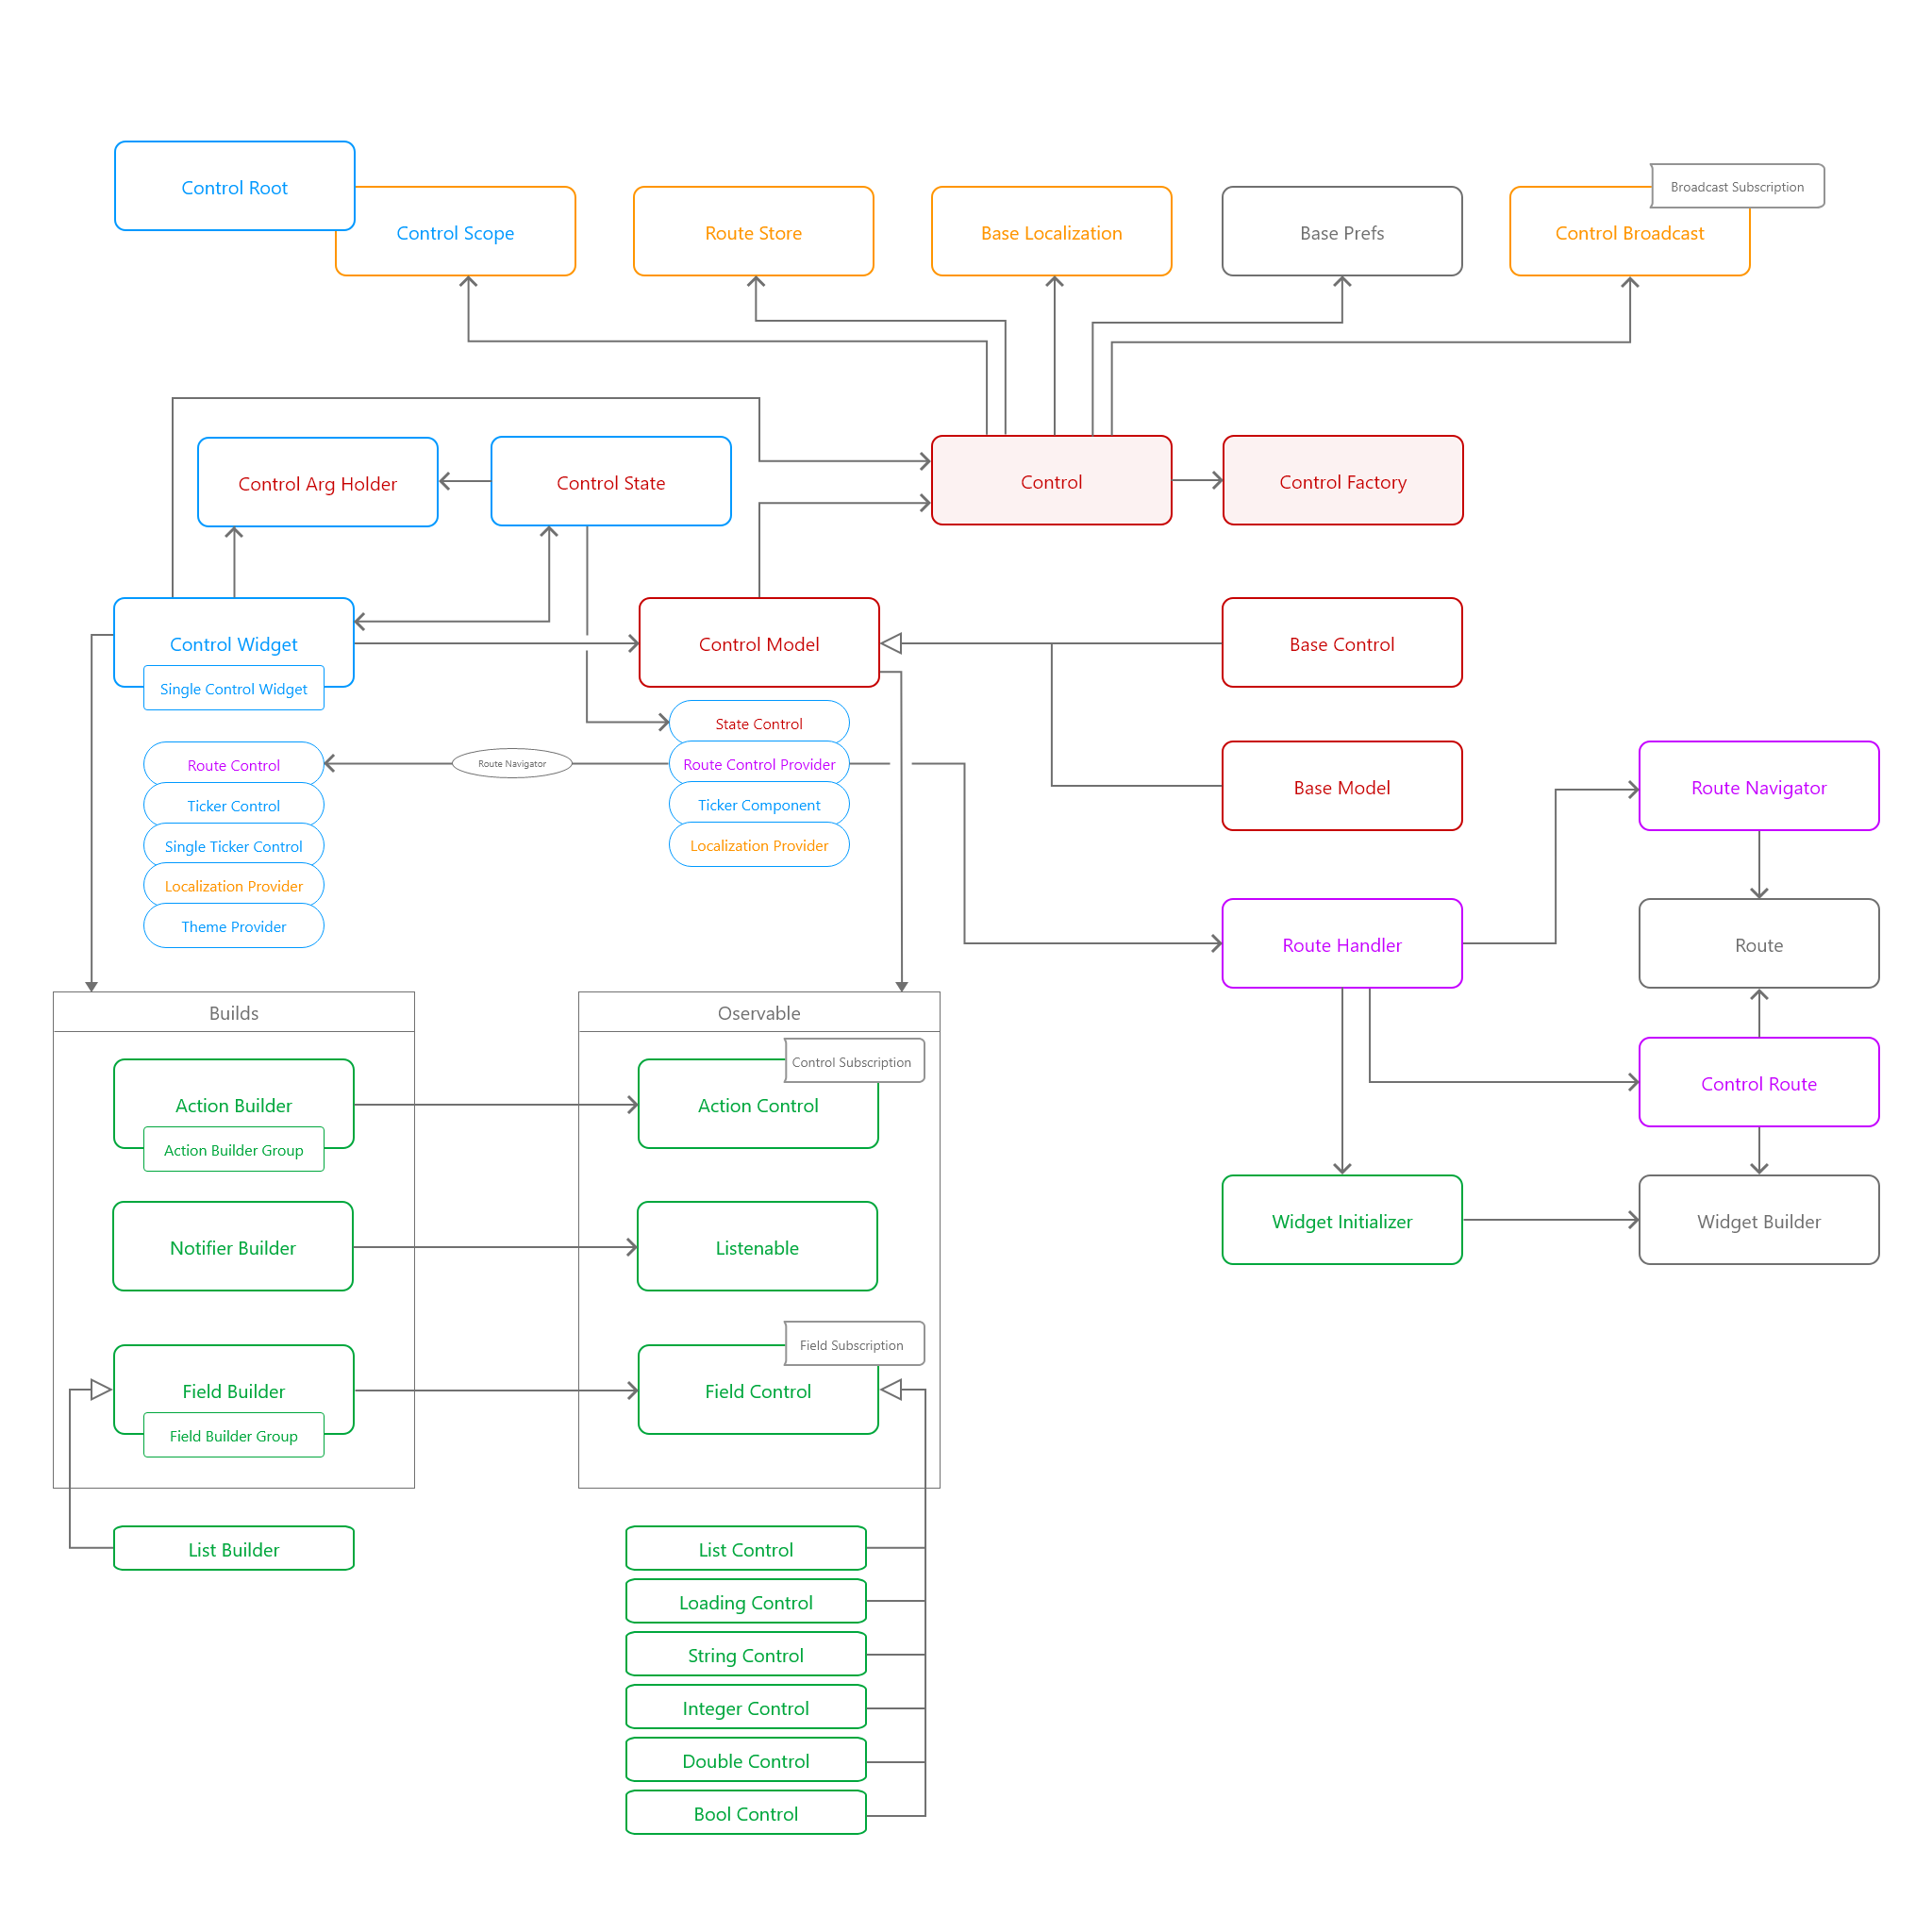 Control Root
Control Scope
Route Store
Base Localization
Base Prefs
Broadcast Subscription
Control Broadcast
Control Arg Holder
Control State
Control
Control Factory
Control Widget
Single Control Widget
Control Model
Base Control
State Control
Route Control
Route Navigator
Route Control Provider
Ticker Control
Ticker Component
Single Ticker Control
Localization Provider
Localization Provider
Theme Provider
Base Model
Route Navigator
Route Handler
Route
Control Route
Widget Initializer
Widget Builder
Builds
Action Builder
Action Builder Group
Notifier Builder
Field Builder
Field Builder Group
List Builder
Oservable
Control Subscription
Action Control
Listenable
Field Subscription
Field Control
List Control
Loading Control
String Control
Integer Control
Double Control
Bool Control